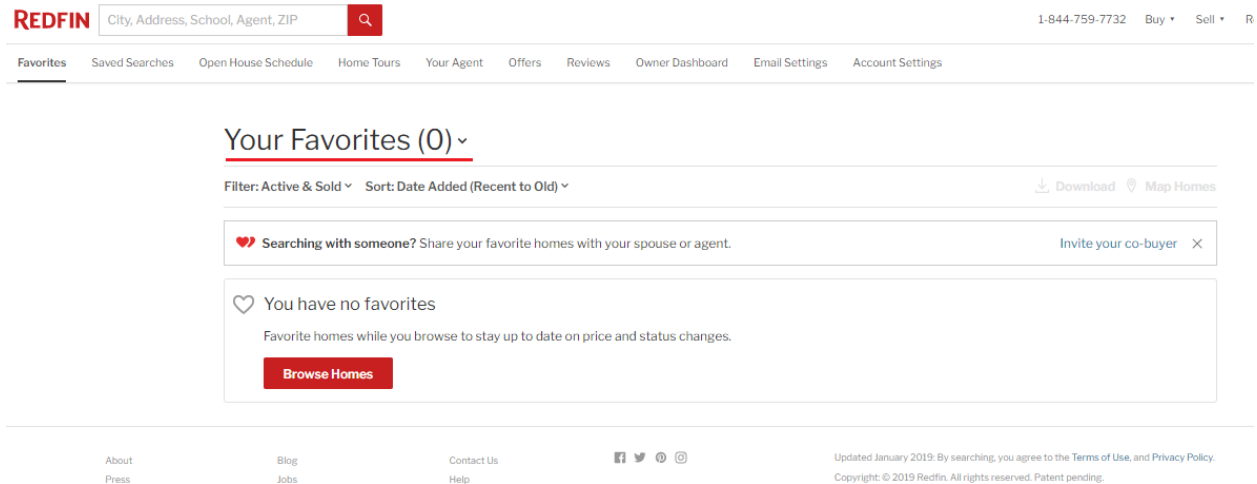 REDFIN City, Address, School, Agent, ZIP 1-844-759-7732 Buy Sell
Favorites Saved Searches Open House Schedule Home Tours Your Agent Offers Reviews Owner Dashboard Email Settings Account Settings
Your Favorites (0)
Filter: Active & Sold Sort: Date Added (Recent to Old) Download Map Homes
Searching with someone? Share your favorite homes with your spouse or agent. Invite your co-buyer
You have no favorites
Favorite homes while you browse to stay up to date on price and status changes.
Browse Homes
About Blog Contact Us Updated January 2019: By searching, you agree to the Terms of Use, and Privacy Policy.
Press Jobs Help Copyright: © 2019 Redfin. All rights reserved. Patent pending.